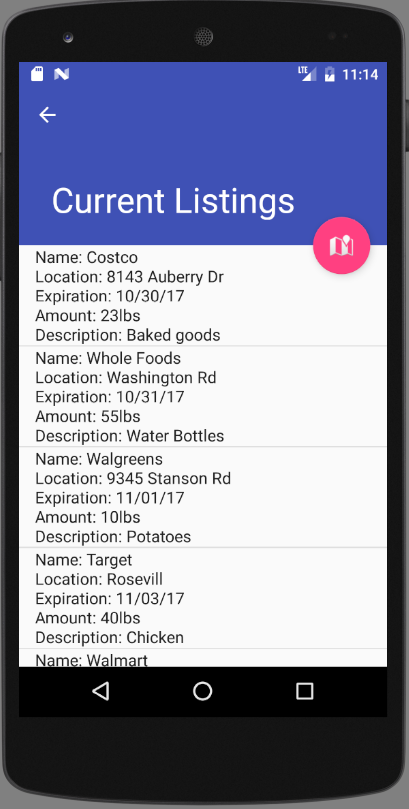 LTE 11:14
Current Listings
Name: Costco
Location: 8143 Auberry Dr
Expiration: 10/30/17
Amount: 23lbs
Description: Baked goods
Name: Whole Foods
Location: Washington Rd
Expiration: 10/31/17
Amount: 55lbs
Description: Water Bottles
Name: Walgreens
Location: 9345 Stanson Rd
Expiration: 11/01/17
Amount: 10lbs
Description: Potatoes
Name: Target
Location: Rosevill
Expiration: 11/03/17
Amount: 40lbs
Description: Chicken
Name: Walmart